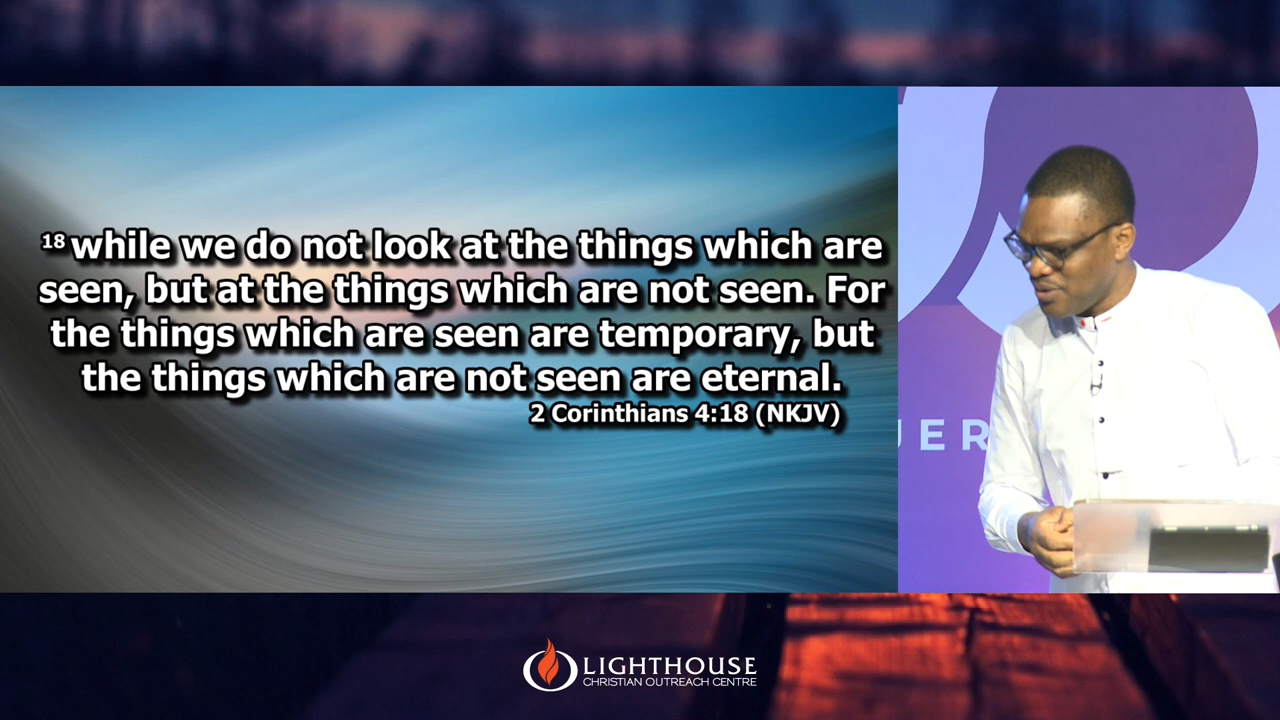 18 while we do not look at the things which are
seen, but at the things which are not seen. For
the things which are seen are temporary, but
the things which are not seen are eternal.
2 Corinthians 4:18 (NKJV)
LIGHTHOUSE
CHRISTIAN OUTREACH CENTRE